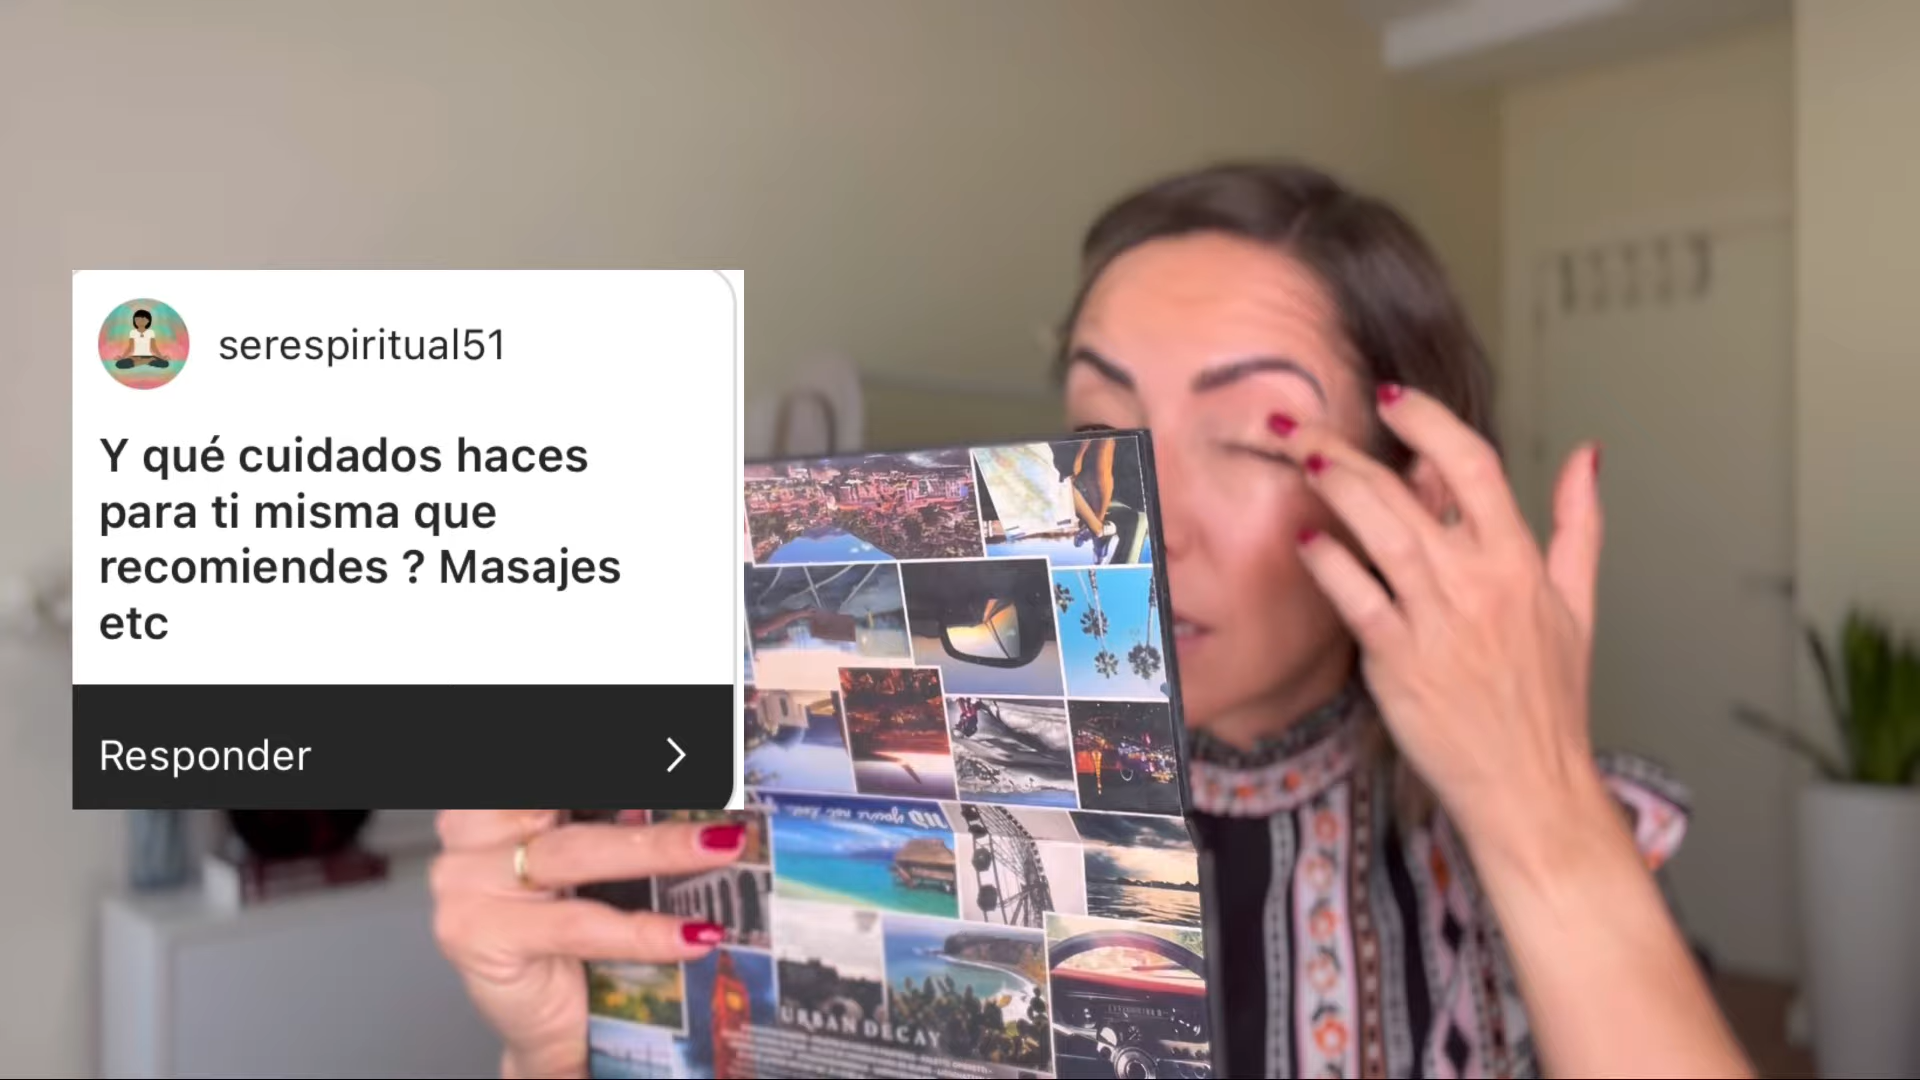 serespiritual51
Y qué cuidados haces
para ti misma que
recomiendes ? Masajes
etc
Responder
URBAN DECAY